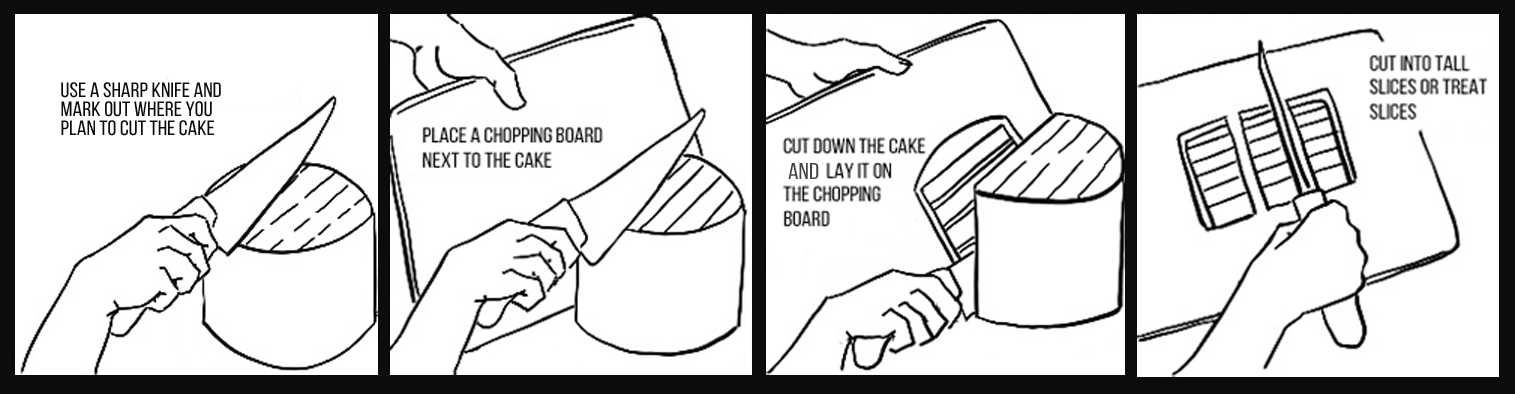 USE A SHARP KNIFE AND
MARK OUT WHERE YOU
PLAN TO CUT THE CAKE
PLACE A CHOPPING BOARD
NEXT TO THE CAKE
CUT DOWN THE CAKE
AND LAY IT ON
THE CHOPPING
BOARD
CUT INTO TALL
SLICES OR TREAT
SLICES